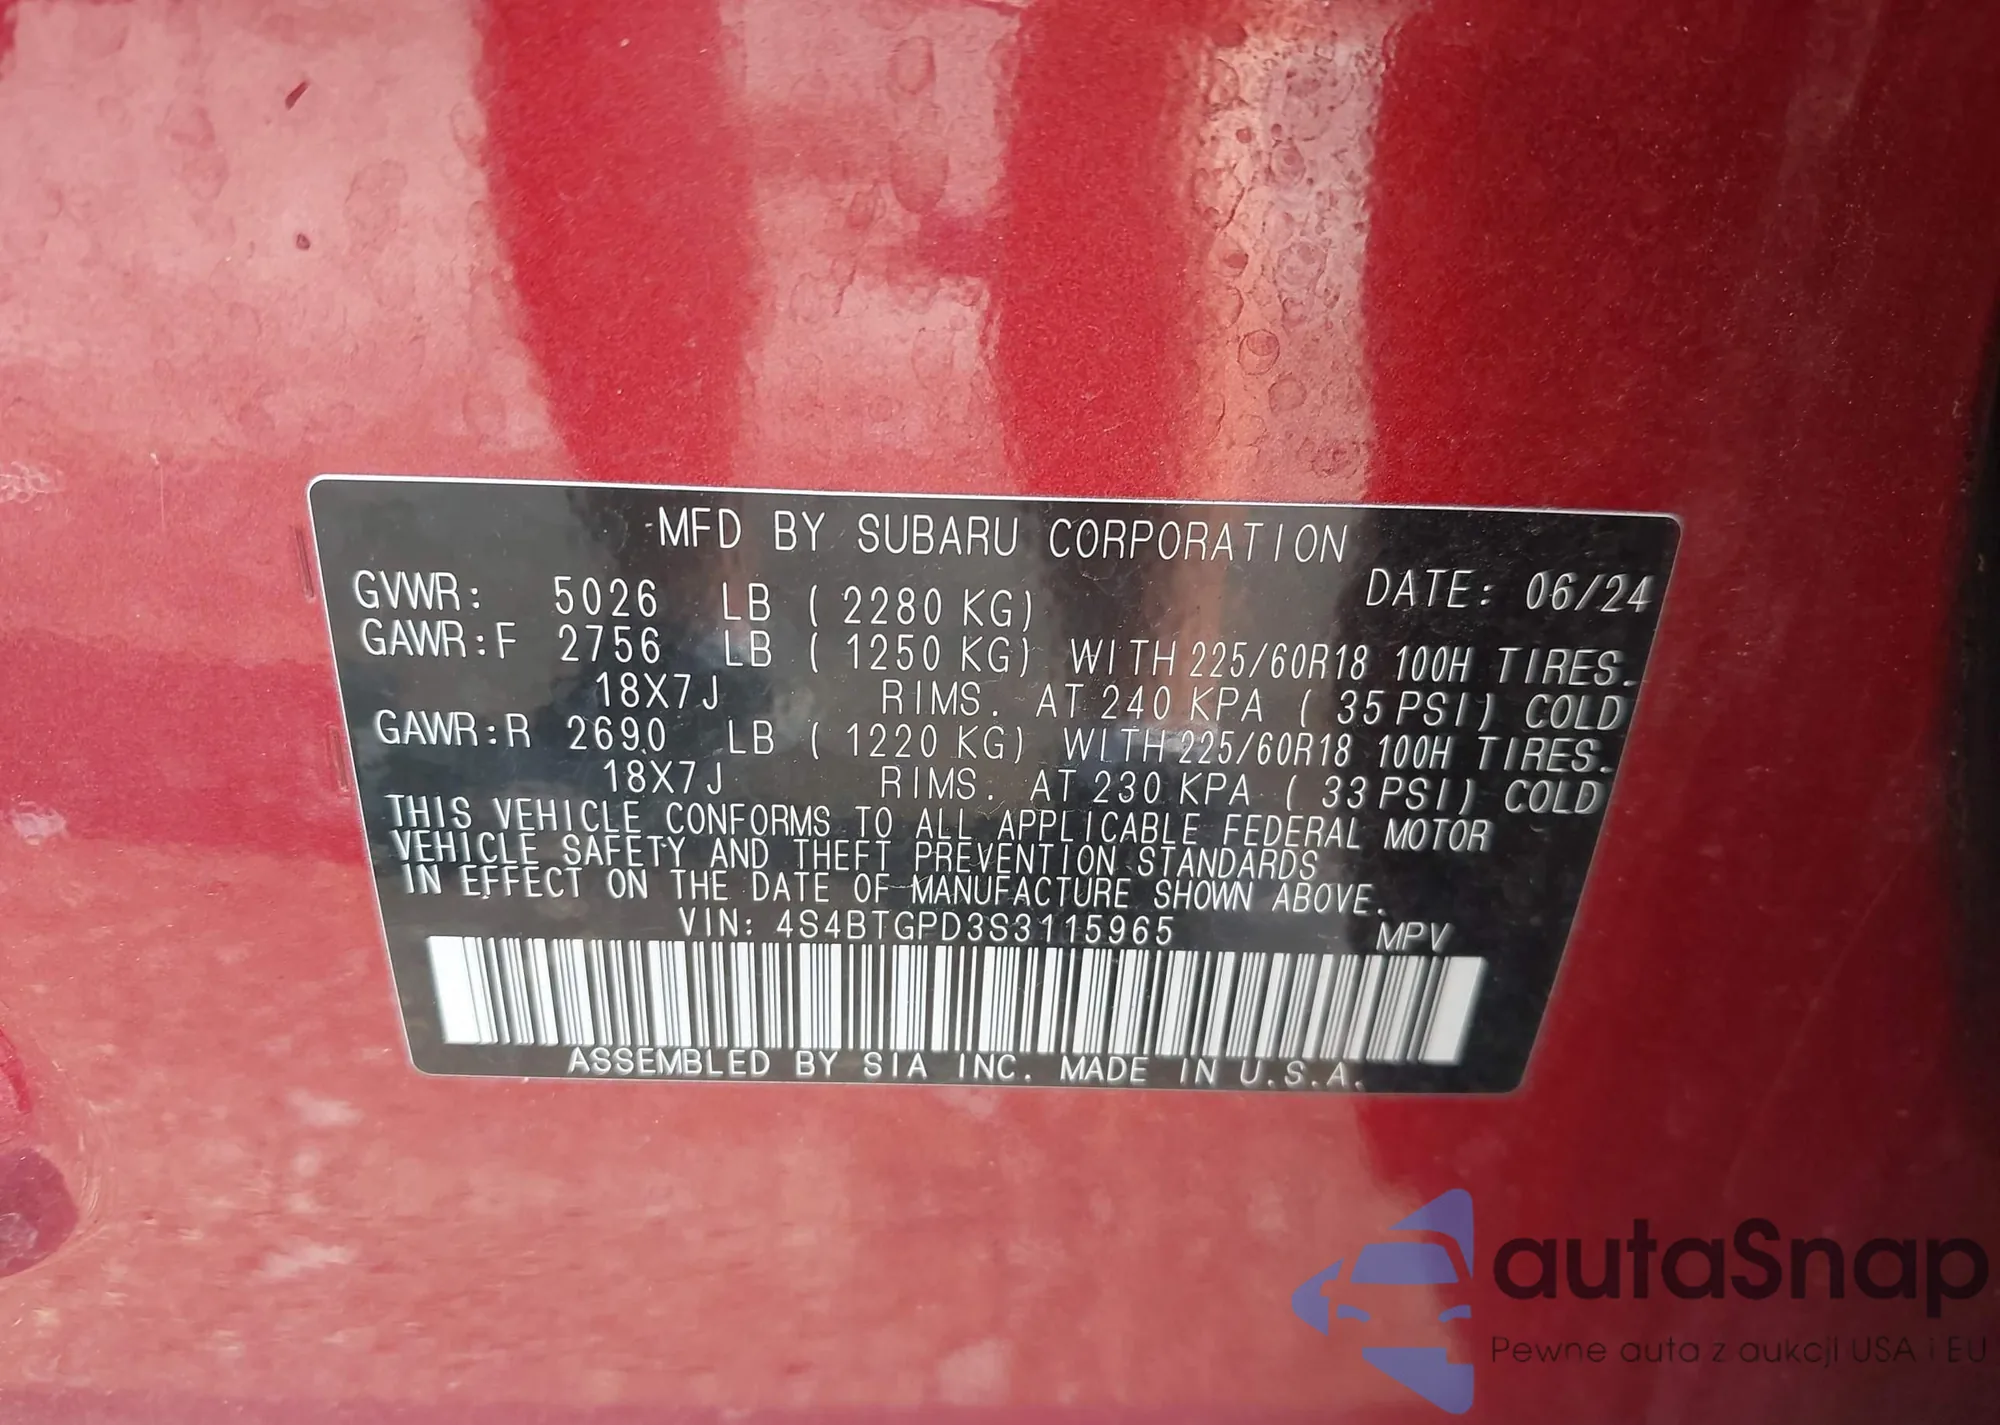 MFD BY SUBARU CORPORATION
GVWR: 5026 LB ( 2280 KG) DATE: 06/24
GAWR:F 2756 LB ( 1250 KG) WITH 225/60R18 100H TIRES.
18X7J RIMS. AT 240 KPA ( 35 PSI) COLD
GAWR:R 2690 LB ( 1220 KG) WITH 225/60R18 100H TIRES.
18X7J RIMS. AT 230 KPA ( 33 PSI) COLD
THIS VEHICLE CONFORMS TO ALL APPLICABLE FEDERAL MOTOR
VEHICLE SAFETY AND THEFT PREVENTION STANDARDS
IN EFFECT ON THE DATE OF MANUFACTURE SHOWN ABOVE.
VIN: 4S4BTGPD3S3115965 MPV
ASSEMBLED BY SIA INC. MADE IN U.S.A.
autaSnap
Pewne auta z aukcji USA i EU